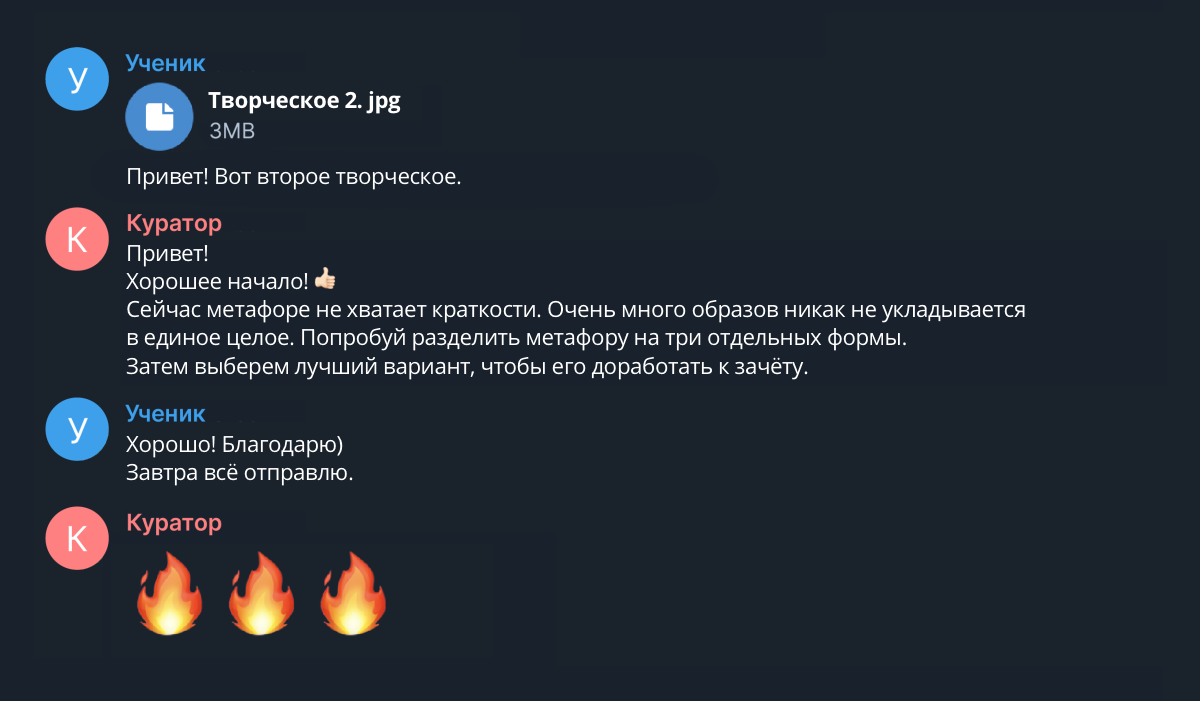 Ученик
У
Творческое 2. jpg
3MB
Привет! Вот второе творческое.
Куратор
К
Привет!
Хорошее начало! 👍🏻
Сейчас метафоре не хватает краткости. Очень много образов никак не укладывается
в единое целое. Попробуй разделить метафору на три отдельных формы.
Затем выберем лучший вариант, чтобы его доработать к зачёту.
Ученик
У
Хорошо! Благодарю)
Завтра всё отправлю.
Куратор
К
🔥 🔥 🔥